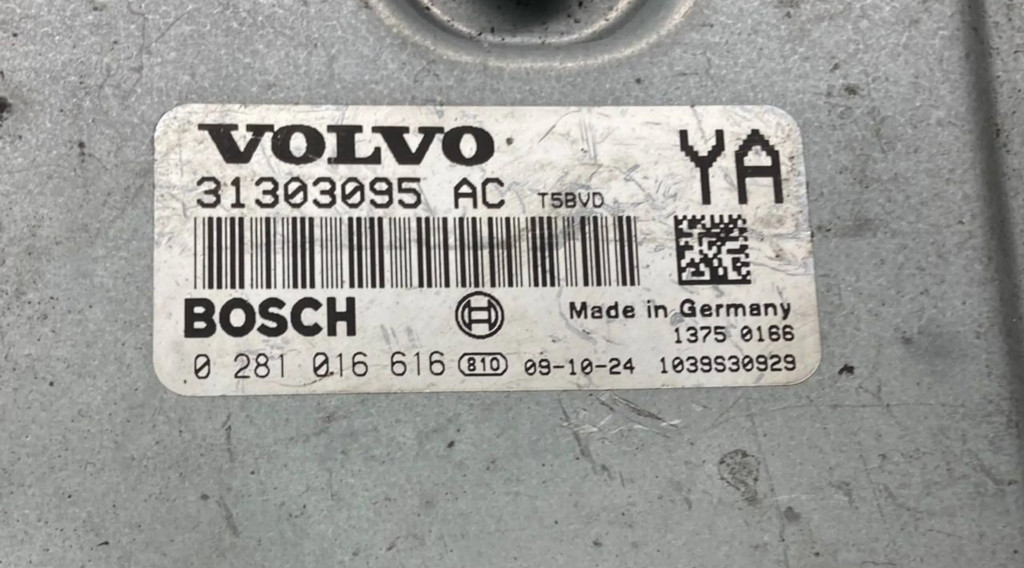 VOLVO
31303095 AC T5BVD
YA
BOSCH
Made in Germany
1375 0166
0 281 016 616 810 09-10-24 1039S30929